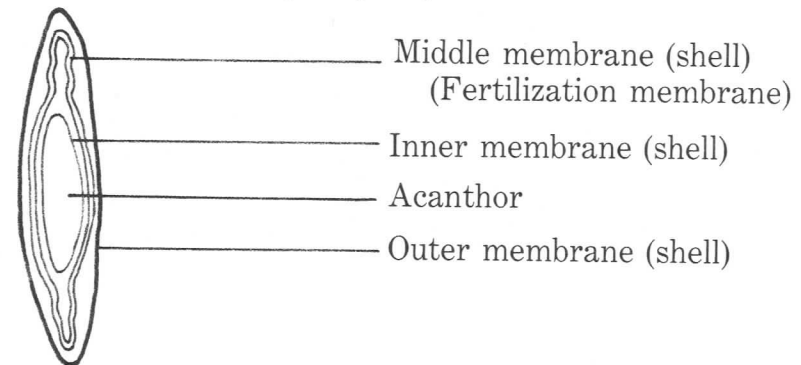 Middle membrane (shell)
(Fertilization membrane)
Inner membrane (shell)
Acanthor
Outer membrane (shell)